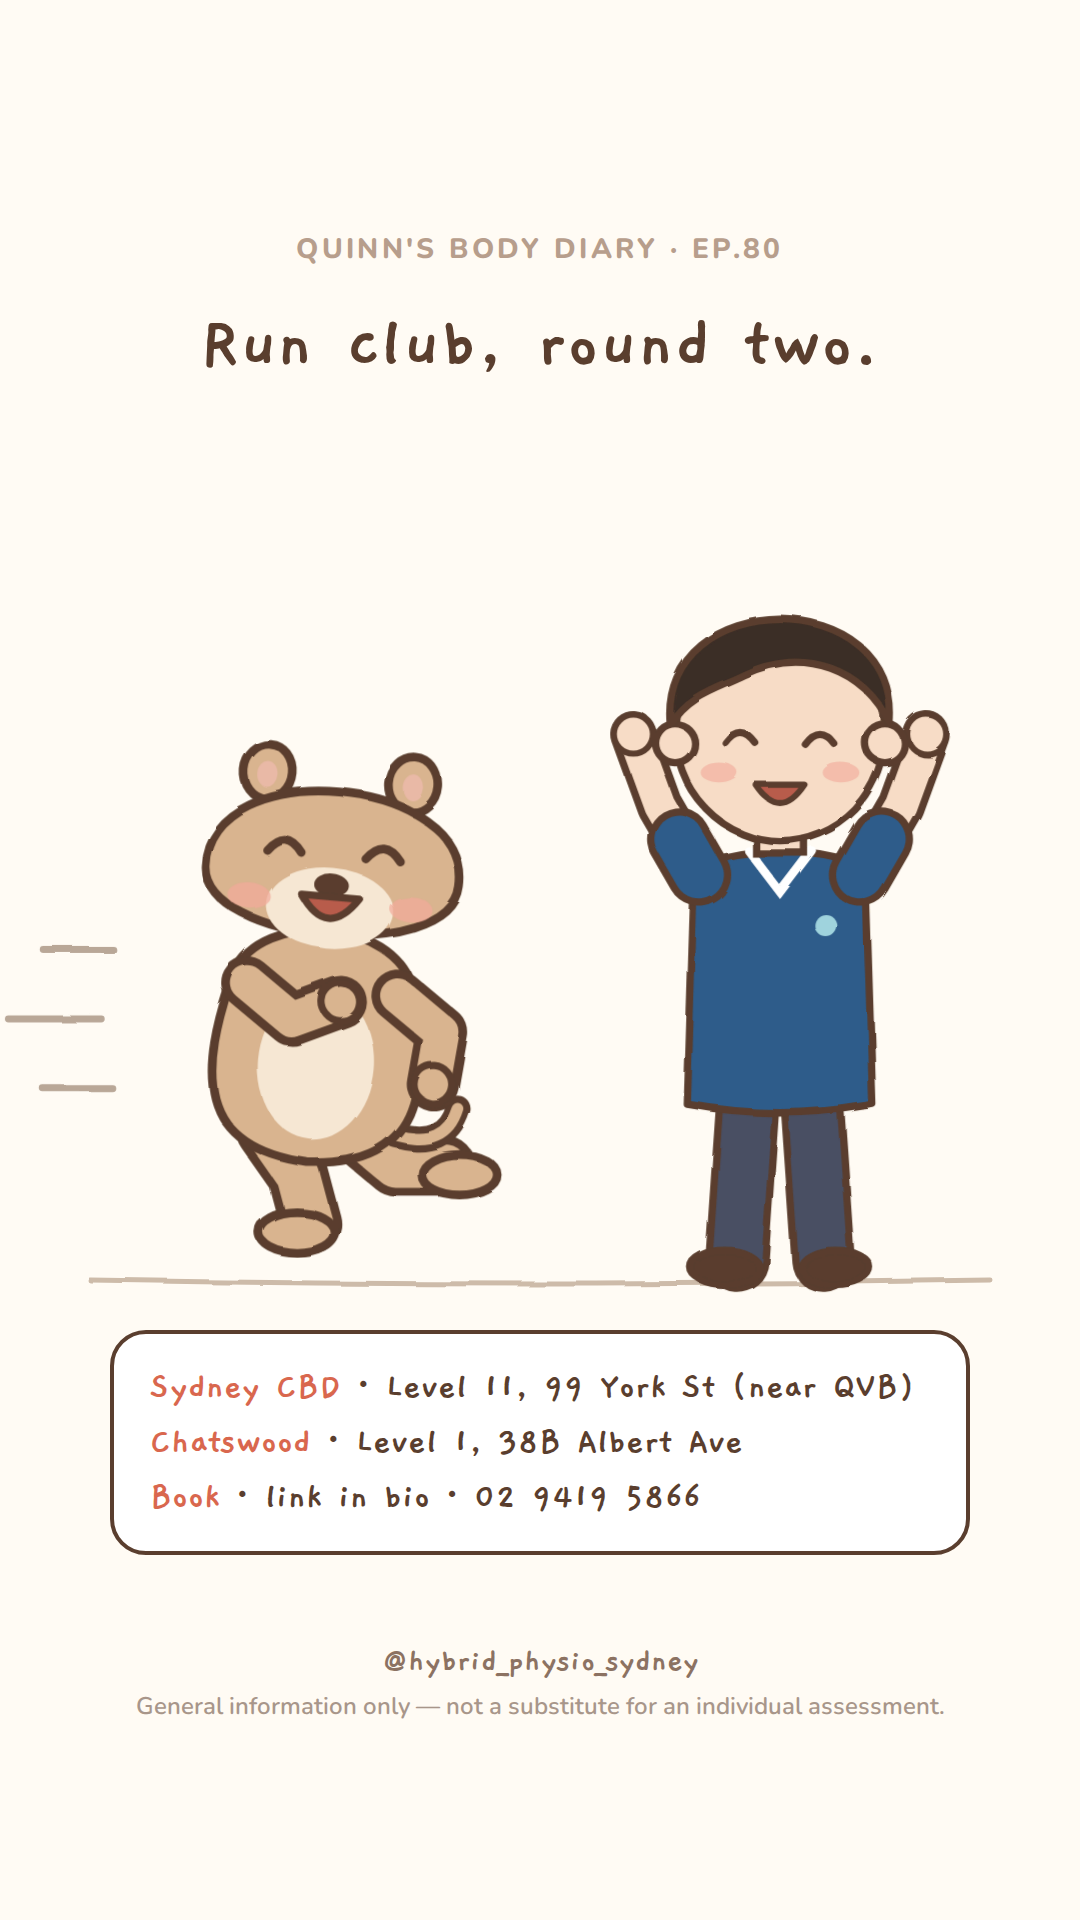 QUINN'S BODY DIARY · EP.80
Run club, round two.
Sydney CBD · Level 11, 99 York St (near QVB)
Chatswood · Level 1, 38B Albert Ave
Book · link in bio · 02 9419 5866
@hybrid_physio_sydney
General information only — not a substitute for an individual assessment.